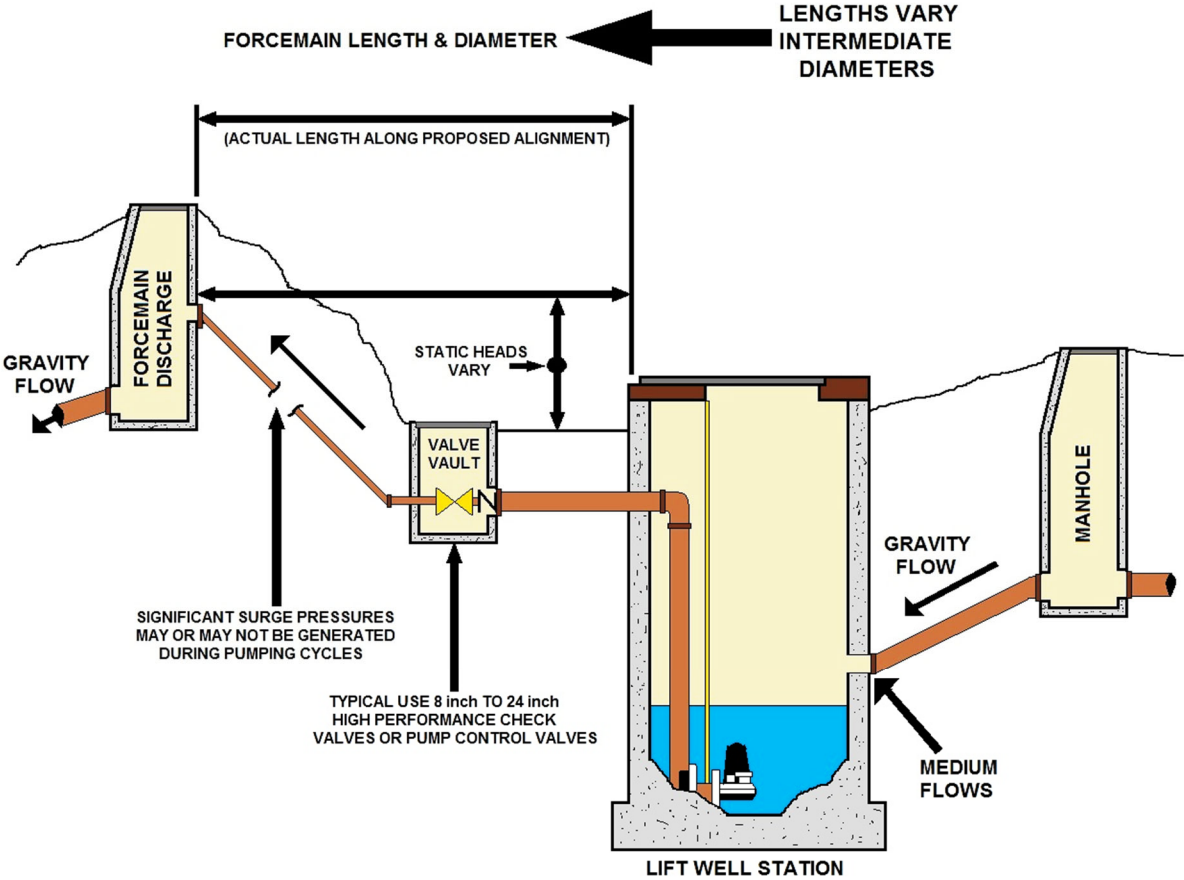 FORCEMAIN LENGTH & DIAMETER
LENGTHS VARY
INTERMEDIATE
DIAMETERS
(ACTUAL LENGTH ALONG PROPOSED ALIGNMENT)
FORCEMAIN
DISCHARGE
GRAVITY
FLOW
STATIC HEADS
VARY
VALVE
VAULT
MANHOLE
GRAVITY
FLOW
SIGNIFICANT SURGE PRESSURES
MAY OR MAY NOT BE GENERATED
DURING PUMPING CYCLES
TYPICAL USE 8 inch TO 24 inch
HIGH PERFORMANCE CHECK
VALVES OR PUMP CONTROL VALVES
MEDIUM
FLOWS
LIFT WELL STATION